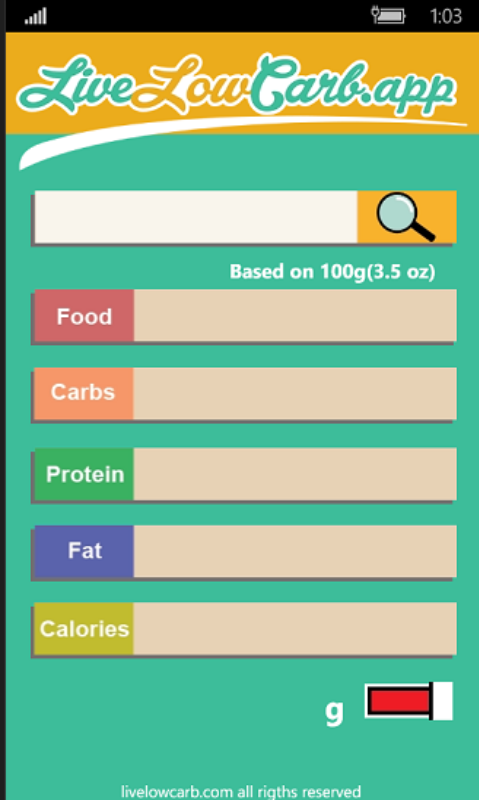 1:03
LiveLowCarb.app
Based on 100g(3.5 oz)
Food
Carbs
Protein
Fat
Calories
g
livelowcarb.com all rigths reserved